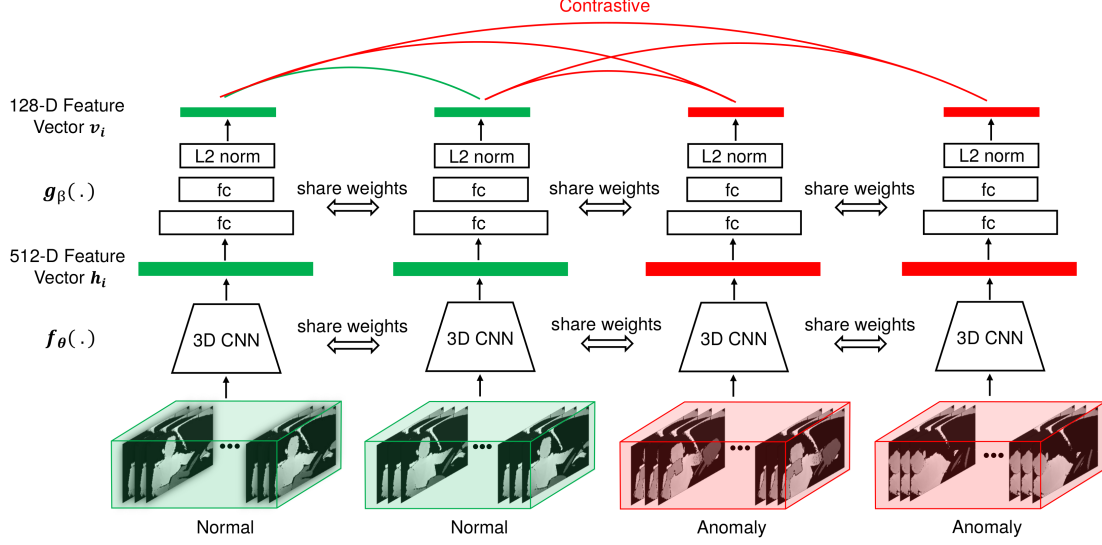 Contrastive
128-D Feature
Vector v_i
L2 norm
L2 norm
L2 norm
L2 norm
g_β(.)
fc
share weights
fc
share weights
fc
share weights
fc
fc
fc
fc
fc
512-D Feature
Vector h_i
f_θ(.)
3D CNN
share weights
3D CNN
share weights
3D CNN
share weights
3D CNN
•••
•••
•••
•••
Normal
Normal
Anomaly
Anomaly